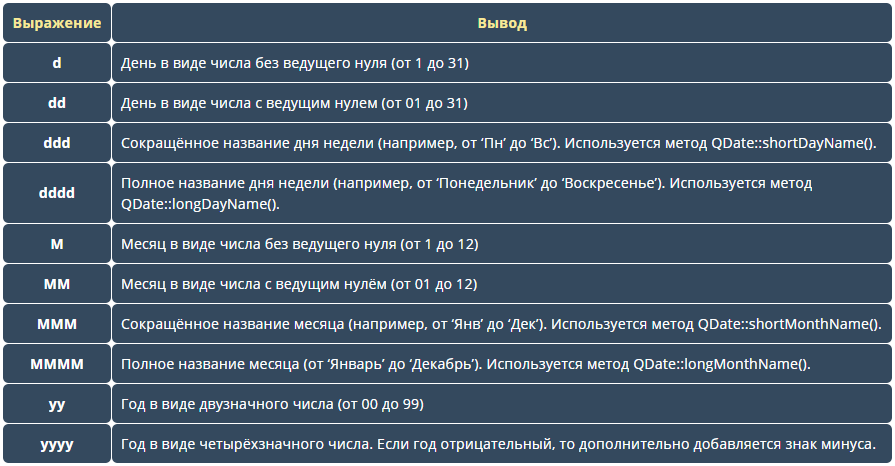 Выражение Вывод
d День в виде числа без ведущего нуля (от 1 до 31)
dd День в виде числа с ведущим нулем (от 01 до 31)
ddd Сокращённое название дня недели (например, от ‘Пн’ до ‘Вс’). Используется метод QDate::shortDayName().
dddd Полное название дня недели (например, от ‘Понедельник’ до ‘Воскресенье’). Используется метод
QDate::longDayName().
M Месяц в виде числа без ведущего нуля (от 1 до 12)
MM Месяц в виде числа с ведущим нулём (от 01 до 12)
MMM Сокращённое название месяца (например, от ‘Янв’ до ‘Дек’). Используется метод QDate::shortMonthName().
MMMM Полное название месяца (от ‘Январь’ до ‘Декабрь’). Используется метод QDate::longMonthName().
yy Год в виде двузначного числа (от 00 до 99)
yyyy Год в виде четырёхзначного числа. Если год отрицательный, то дополнительно добавляется знак минуса.